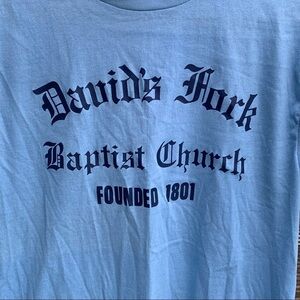 David's Fork
Baptist Church
FOUNDED 1801